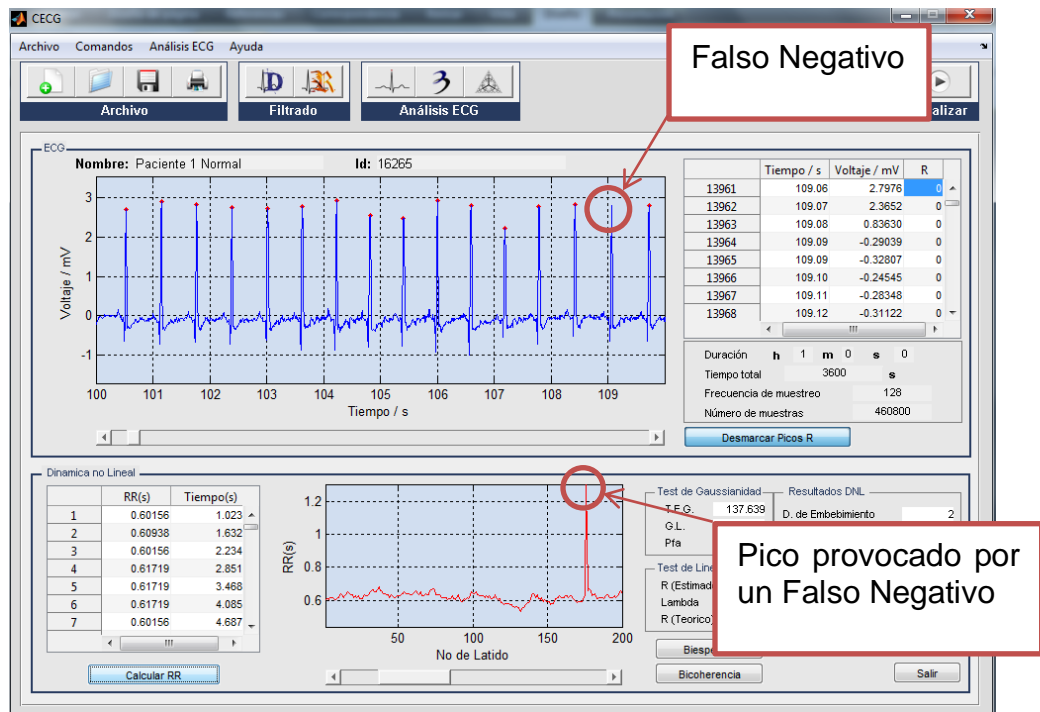 CECG
Archivo Comandos Análisis ECG Ayuda
Falso Negativo
Archivo Filtrado Análisis ECG alizar
ECG
Nombre: Paciente 1 Normal Id: 16265
Voltaje / mV
3
2
1
0
-1
100 101 102 103 104 105 106 107 108 109
Tiempo / s
Tiempo / s Voltaje / mV R
13961 109.06 2.7976 0
13962 109.07 2.3652 0
13963 109.08 0.83630 0
13964 109.09 -0.29039 0
13965 109.09 -0.32807 0
13966 109.10 -0.24545 0
13967 109.11 -0.28348 0
13968 109.12 -0.31122 0
Duración h 1 m 0 s 0
Tiempo total 3600 s
Frecuencia de muestreo 128
Número de muestras 460800
Desmarcar Picos R
Dinamica no Lineal
RR(s) Tiempo(s)
1 0.60156 1.023
2 0.60938 1.632
3 0.60156 2.234
4 0.61719 2.851
5 0.61719 3.468
6 0.61719 4.085
7 0.60156 4.687
Calcular RR
RR(s)
1.2
1
0.8
0.6
50 100 150 200
No de Latido
Test de Gaussianidad
T.F.G. 137.639
G.L.
Pfa
Resultados DNL
D. de Embebimiento 2
Test de Line
R (Estimad
Lambda
R (Teorico)
Pico provocado por
un Falso Negativo
Biespe
Bicoherencia
Salir